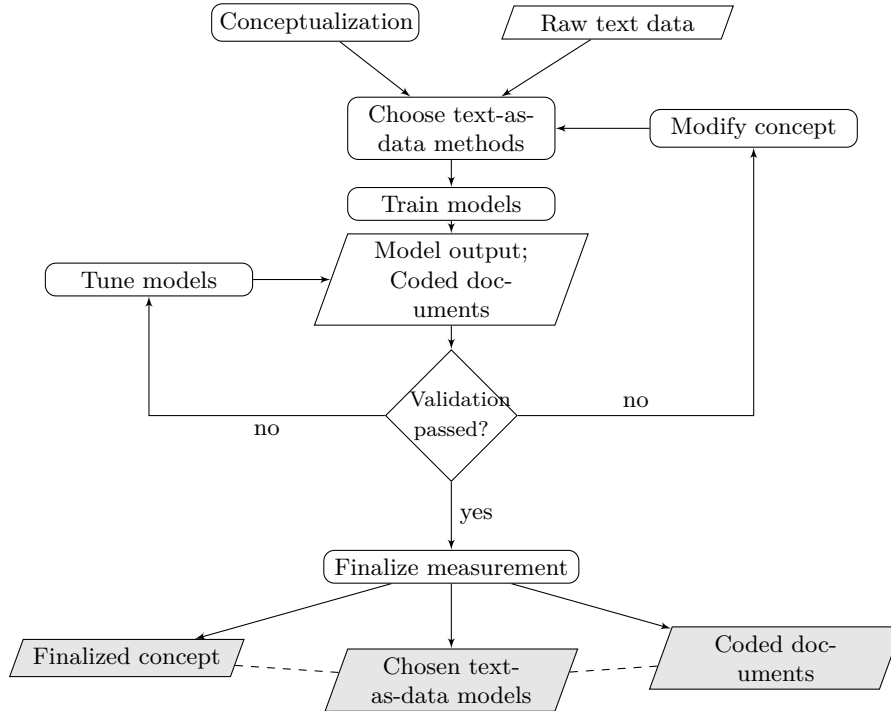 Conceptualization
Raw text data
Choose text-as-
data methods
Modify concept
Train models
Model output;
Coded doc-
uments
Tune models
Validation
passed?
no
no
yes
Finalize measurement
Finalized concept
Chosen text-
as-data models
Coded doc-
uments